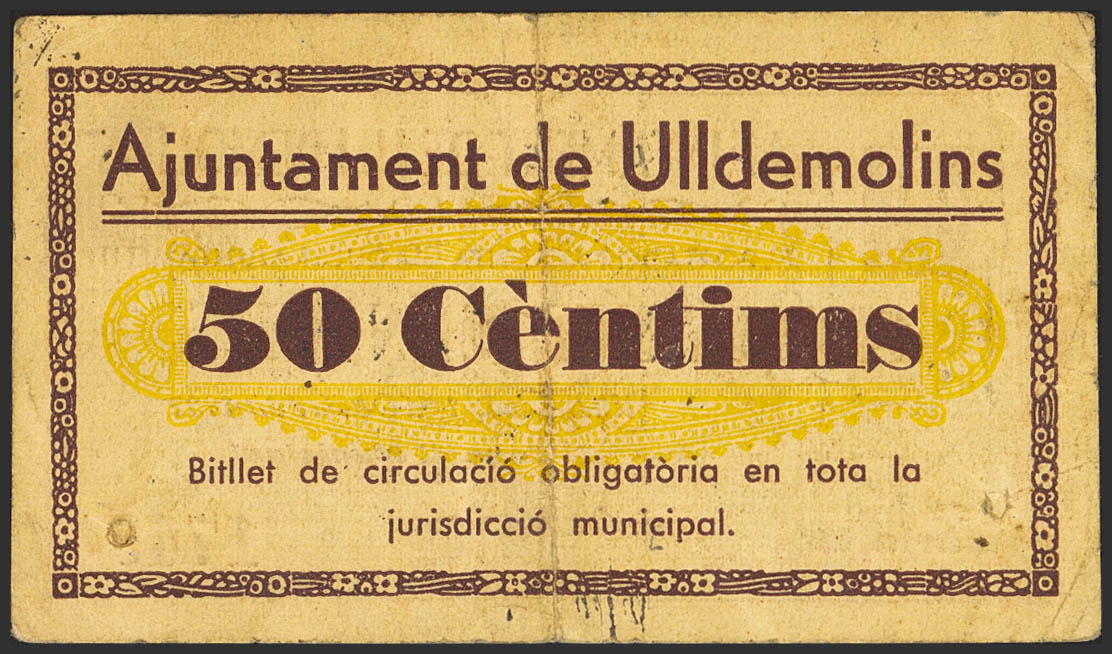 Ajuntament de Ulldemolins
50 Cèntims
Bitllet de circulació obligatòria en tota la
jurisdicció municipal.